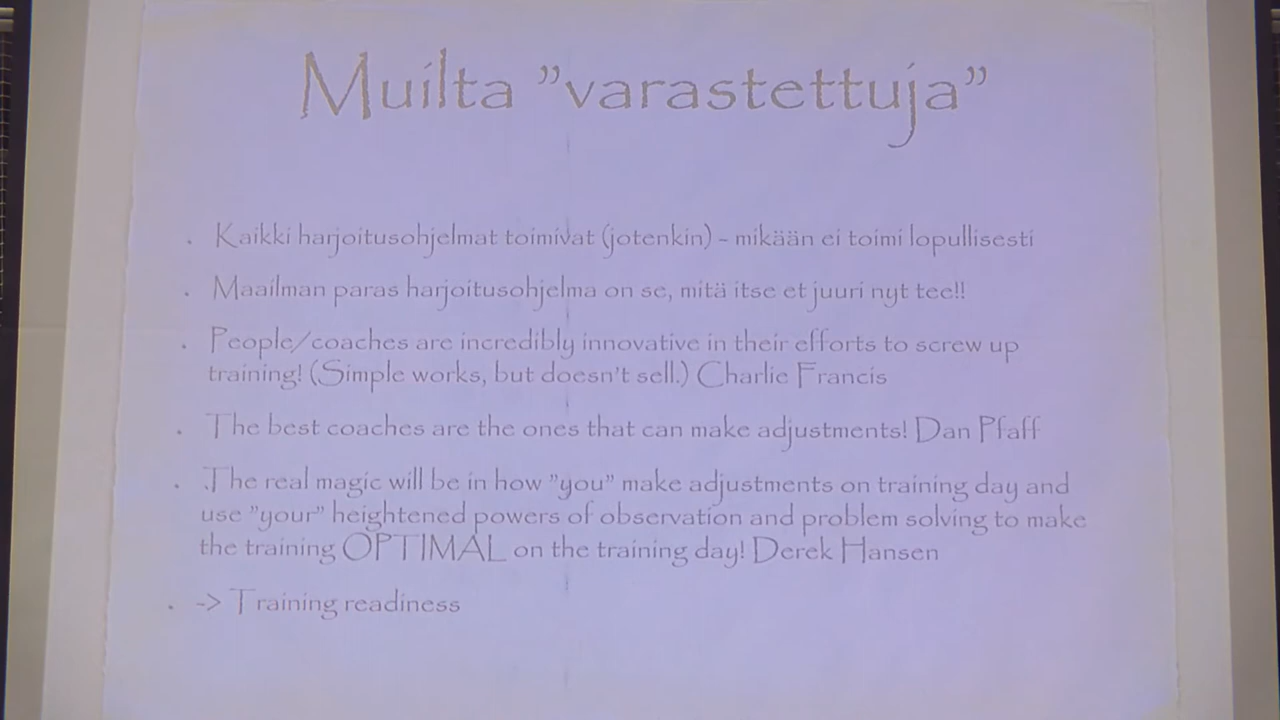 Muilta ”varastettuja”
. Kaikki harjoitusohjelmat toimivat (jotenkin) - mikään ei toimi lopullisesti
. Maailman paras harjoitusohjelma on se, mitä itse et juuri nyt tee!!
. People/coaches are incredibly innovative in their efforts to screw up
training! (Simple works, but doesn't sell.) Charlie Francis
. The best coaches are the ones that can make adjustments! Dan Pfaff
. The real magic will be in how ”you” make adjustments on training day and
use ”your” heightened powers of observation and problem solving to make
the training OPTIMAL on the training day! Derek Hansen
. -> Training readiness